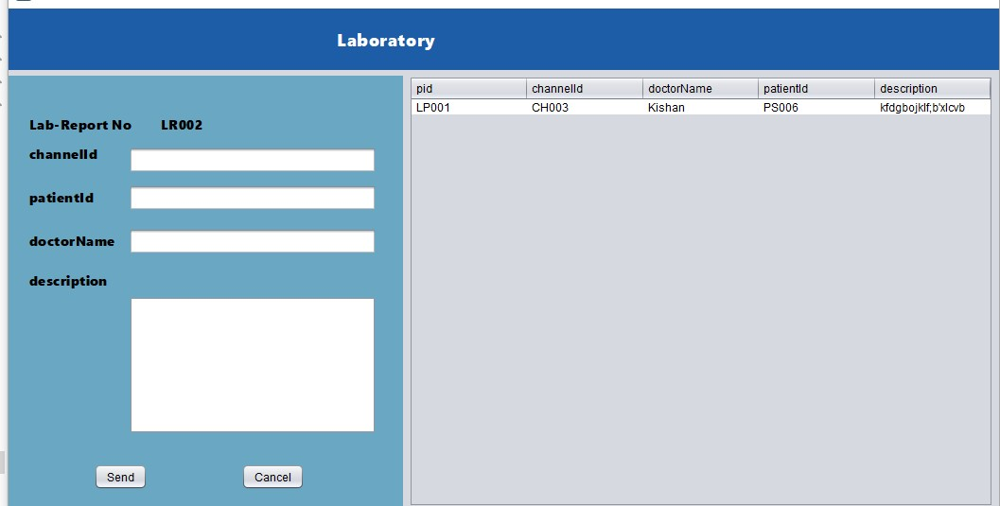 Laboratory
Lab-Report No LR002
channelId
patientId
doctorName
description
Send Cancel
pid channelId doctorName patientId description
LP001 CH003 Kishan PS006 kfdgbojklf;b'xlcvb